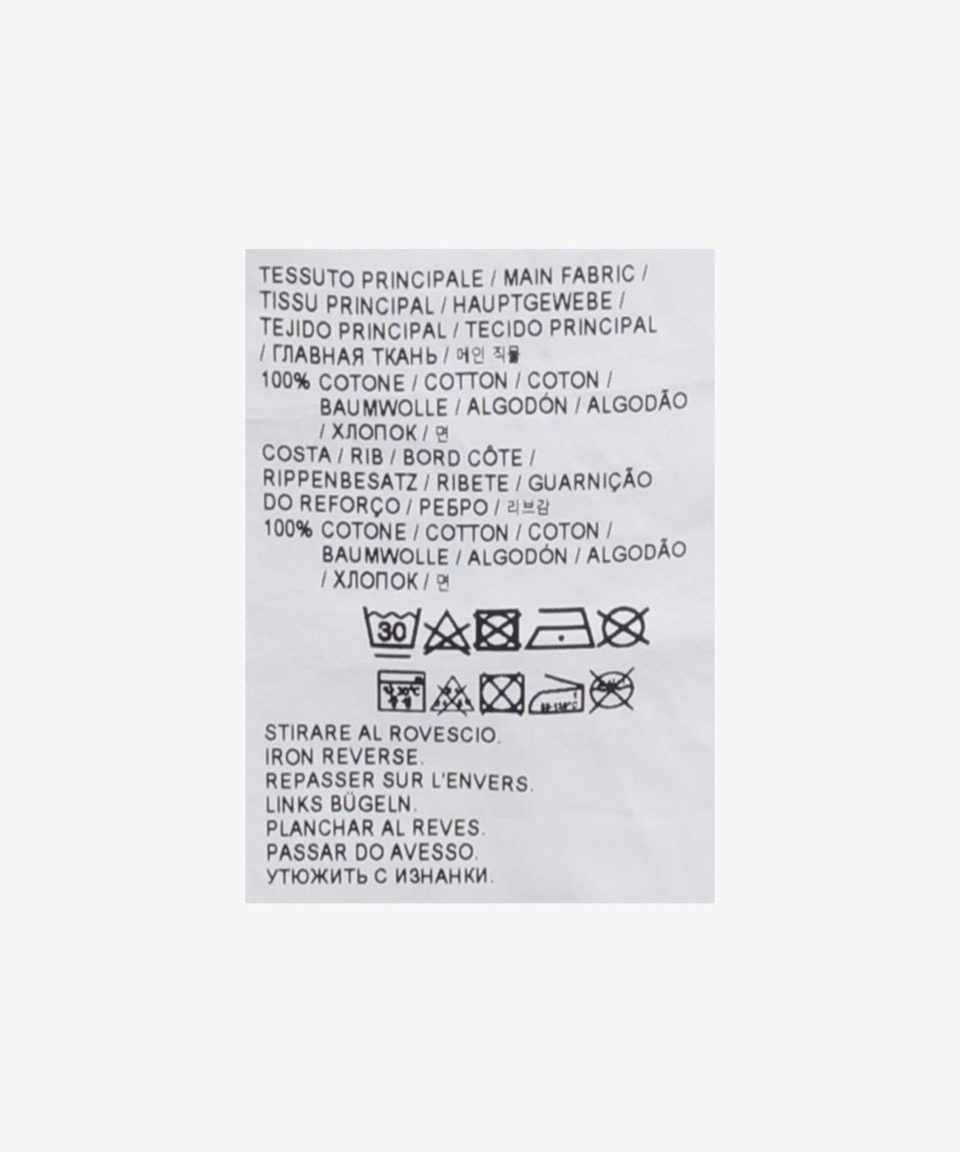 TESSUTO PRINCIPALE / MAIN FABRIC /
TISSU PRINCIPAL / HAUPTGEWEBE /
TEJIDO PRINCIPAL / TECIDO PRINCIPAL
/ ГЛАВНАЯ ТКАНЬ / 메인 직물
100% COTONE / COTTON / COTON /
BAUMWOLLE / ALGODÓN / ALGODÃO
/ ХЛОПОК / 면
COSTA / RIB / BORD CÔTE /
RIPPENBESATZ / RIBETE / GUARNIÇÃO
DO REFORÇO / РЕБРО / 리브감
100% COTONE / COTTON / COTON /
BAUMWOLLE / ALGODÓN / ALGODÃO
/ ХЛОПОК / 면
30
STIRARE AL ROVESCIO.
IRON REVERSE.
REPASSER SUR L'ENVERS.
LINKS BÜGELN.
PLANCHAR AL REVES.
PASSAR DO AVESSO.
УТЮЖИТЬ С ИЗНАНКИ.